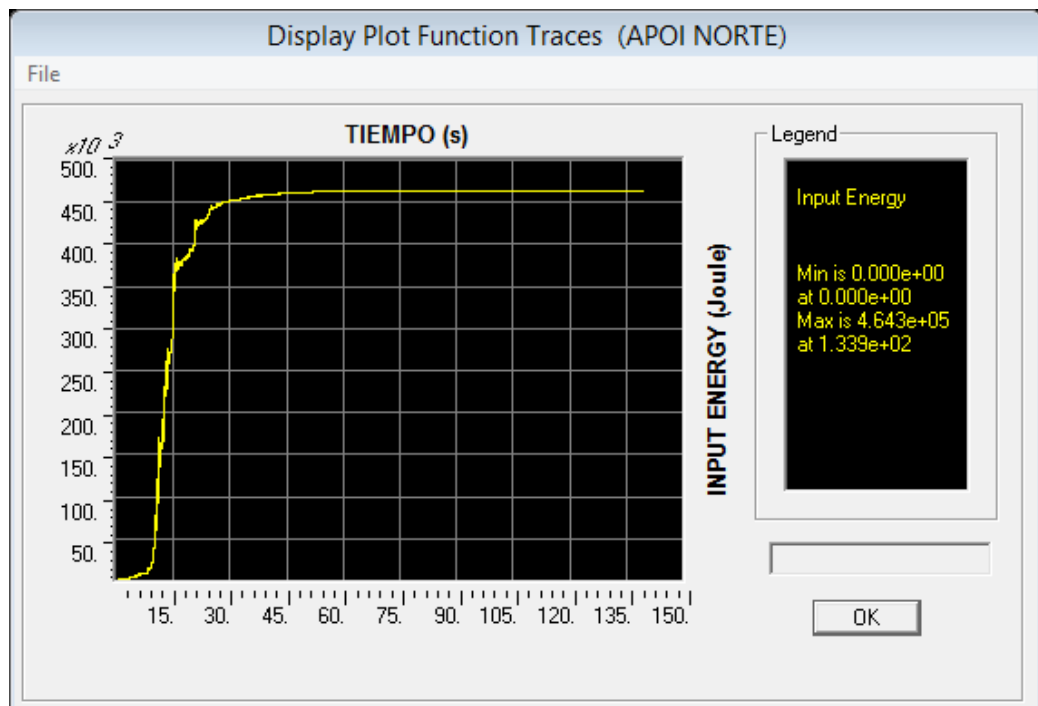 Display Plot Function Traces  (APOI NORTE)
File
x10 3
TIEMPO (s)
500.
450.
400.
350.
300.
250.
200.
150.
100.
50.
15. 30. 45. 60. 75. 90. 105. 120. 135. 150.
INPUT ENERGY (Joule)
Legend
Input Energy
Min is 0.000e+00
at 0.000e+00
Max is 4.643e+05
at 1.339e+02
OK